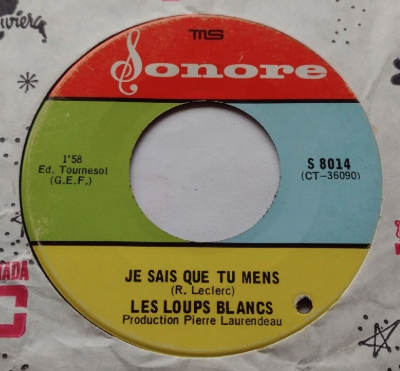 TMS
Sonore
1'58
Ed. Tournesol
(G.E.F.)
S 8014
(CT-36090)
JE SAIS QUE TU MENS
(R. Leclerc)
LES LOUPS BLANCS
Production Pierre Laurendeau